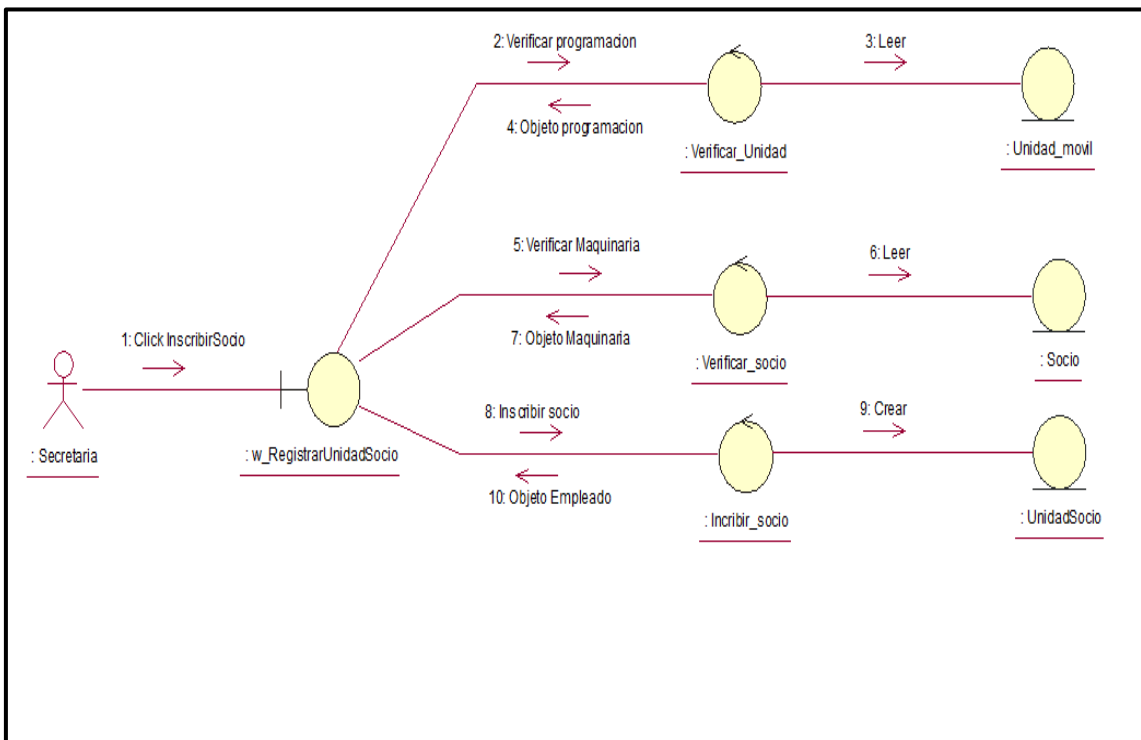 2: Verificar programacion
3: Leer
4: Objeto programacion
: Verificar_Unidad
: Unidad_movil
5: Verificar Maquinaria
6: Leer
1: Click InscribirSocio
7: Objeto Maquinaria
: Verificar_socio
: Socio
8: Inscribir socio
9: Crear
: Secretaria
: w_RegistrarUnidadSocio
10: Objeto Empleado
: Incribir_socio
: UnidadSocio